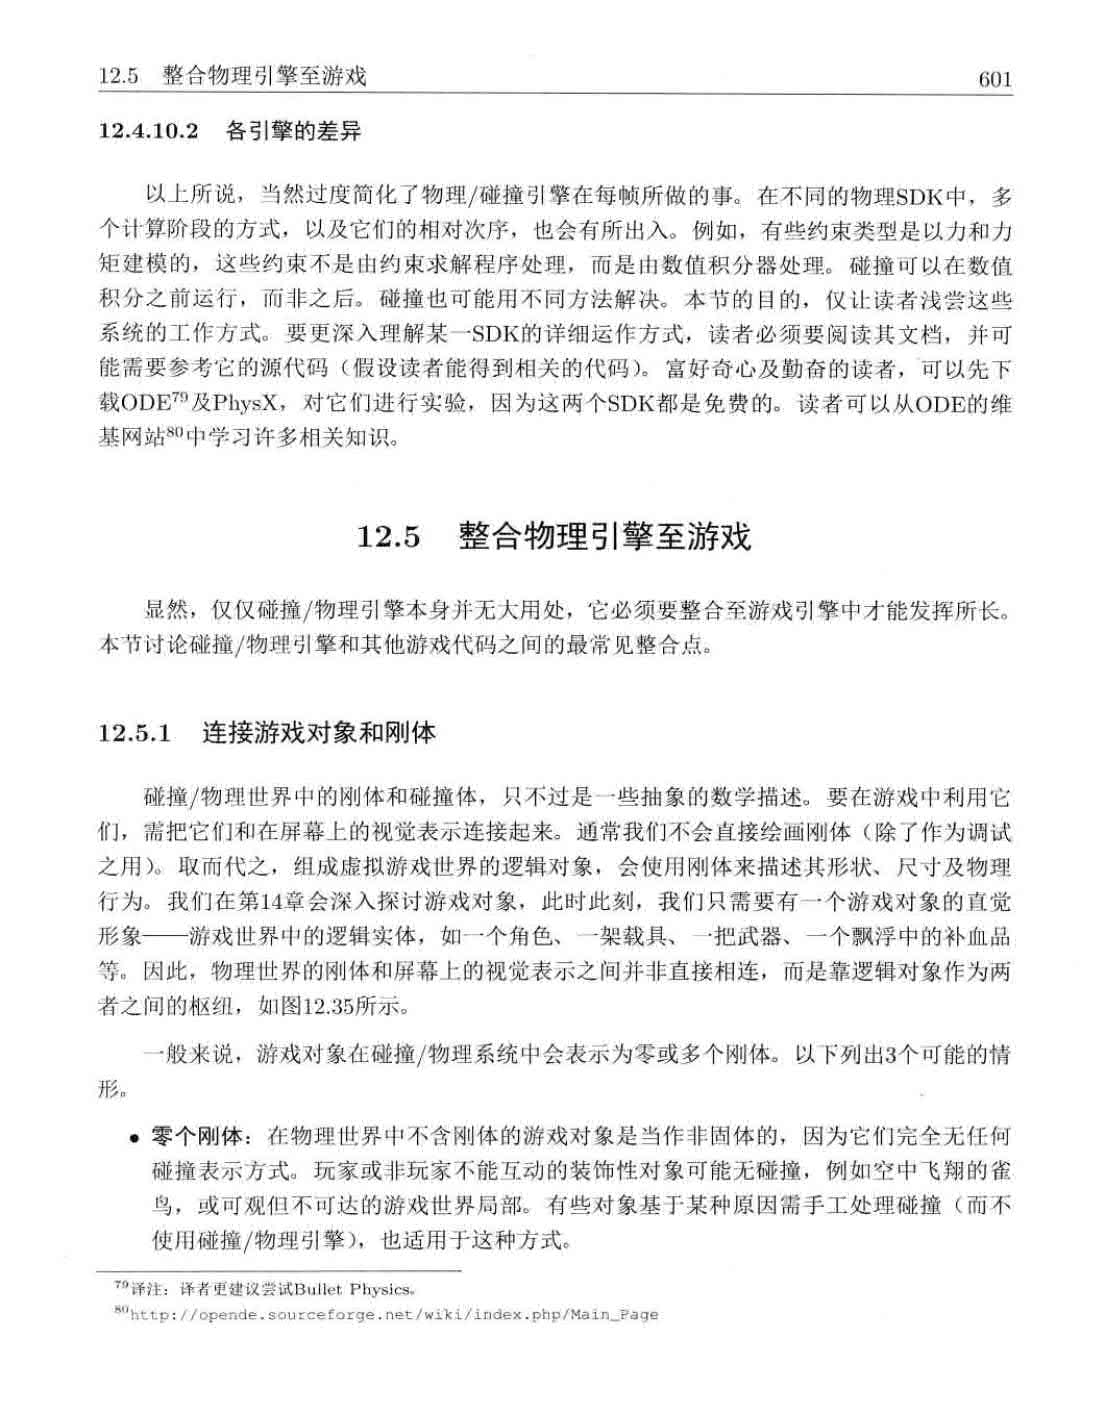 12.5 整合物理引擎至游戏 601
12.4.10.2 各引擎的差异
以上所说，当然过度简化了物理/碰撞引擎在每帧所做的事。在不同的物理SDK中，多
个计算阶段的方式，以及它们的相对次序，也会有所出入。例如，有些约束类型是以力和力
矩建模的，这些约束不是由约束求解程序处理，而是由数值积分器处理。碰撞可以在数值
积分之前运行，而非之后。碰撞也可能用不同方法解决。本节的目的，仅让读者浅尝这些
系统的工作方式。要更深入理解某一SDK的详细运作方式，读者必须要阅读其文档，并可
能需要参考它的源代码（假设读者能得到相关的代码）。富好奇心及勤奋的读者，可以先下
载ODE79及PhysX，对它们进行实验，因为这两个SDK都是免费的。读者可以从ODE的维
基网站80中学习许多相关知识。
12.5 整合物理引擎至游戏
显然，仅仅碰撞/物理引擎本身并无大用处，它必须要整合至游戏引擎中才能发挥所长。
本节讨论碰撞/物理引擎和其他游戏代码之间的最常见整合点。
12.5.1 连接游戏对象和刚体
碰撞/物理世界中的刚体和碰撞体，只不过是一些抽象的数学描述。要在游戏中利用它
们，需把它们和在屏幕上的视觉表示连接起来。通常我们不会直接绘画刚体（除了作为调试
之用）。取而代之，组成虚拟游戏世界的逻辑对象，会使用刚体来描述其形状、尺寸及物理
行为。我们在第14章会深入探讨游戏对象，此时此刻，我们只需要有一个游戏对象的直觉
形象——游戏世界中的逻辑实体，如一个角色、一架载具、一把武器、一个飘浮中的补血品
等。因此，物理世界的刚体和屏幕上的视觉表示之间并非直接相连，而是靠逻辑对象作为两
者之间的枢纽，如图12.35所示。
一般来说，游戏对象在碰撞/物理系统中会表示为零或多个刚体。以下列出3个可能的情
形。
• 零个刚体：在物理世界中不含刚体的游戏对象是当作非固体的，因为它们完全无任何
碰撞表示方式。玩家或非玩家不能互动的装饰性对象可能无碰撞，例如空中飞翔的雀
鸟，或可观但不可达的游戏世界局部。有些对象基于某种原因需手工处理碰撞（而不
使用碰撞/物理引擎），也适用于这种方式。
79译注：译者更建议尝试Bullet Physics。
80http://opende.sourceforge.net/wiki/index.php/Main_Page